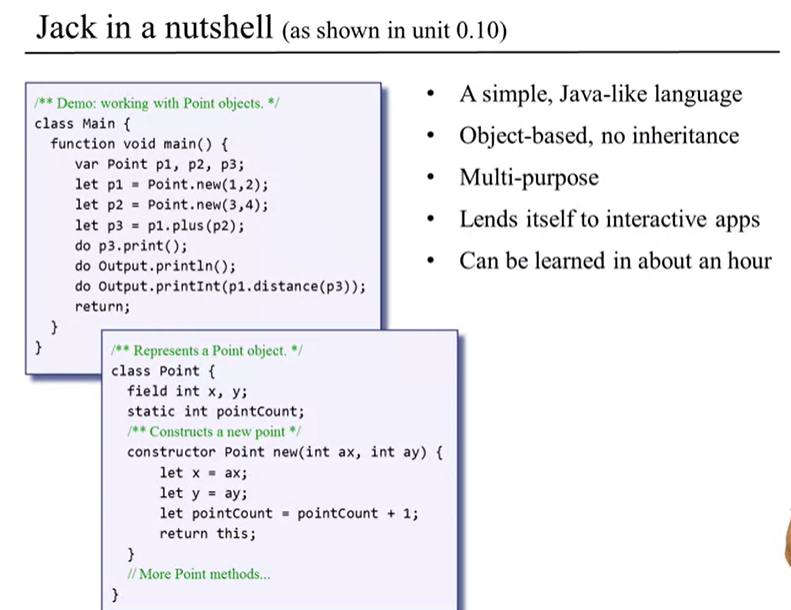 Jack in a nutshell (as shown in unit 0.10)
/** Demo: working with Point objects. */
class Main {
function void main() {
var Point p1, p2, p3;
let p1 = Point.new(1,2);
let p2 = Point.new(3,4);
let p3 = p1.plus(p2);
do p3.print();
do Output.println();
do Output.printInt(p1.distance(p3));
return;
}
}
/** Represents a Point object. */
class Point {
field int x, y;
static int pointCount;
/** Constructs a new point */
constructor Point new(int ax, int ay) {
let x = ax;
let y = ay;
let pointCount = pointCount + 1;
return this;
}
// More Point methods...
}
• A simple, Java-like language
• Object-based, no inheritance
• Multi-purpose
• Lends itself to interactive apps
• Can be learned in about an hour